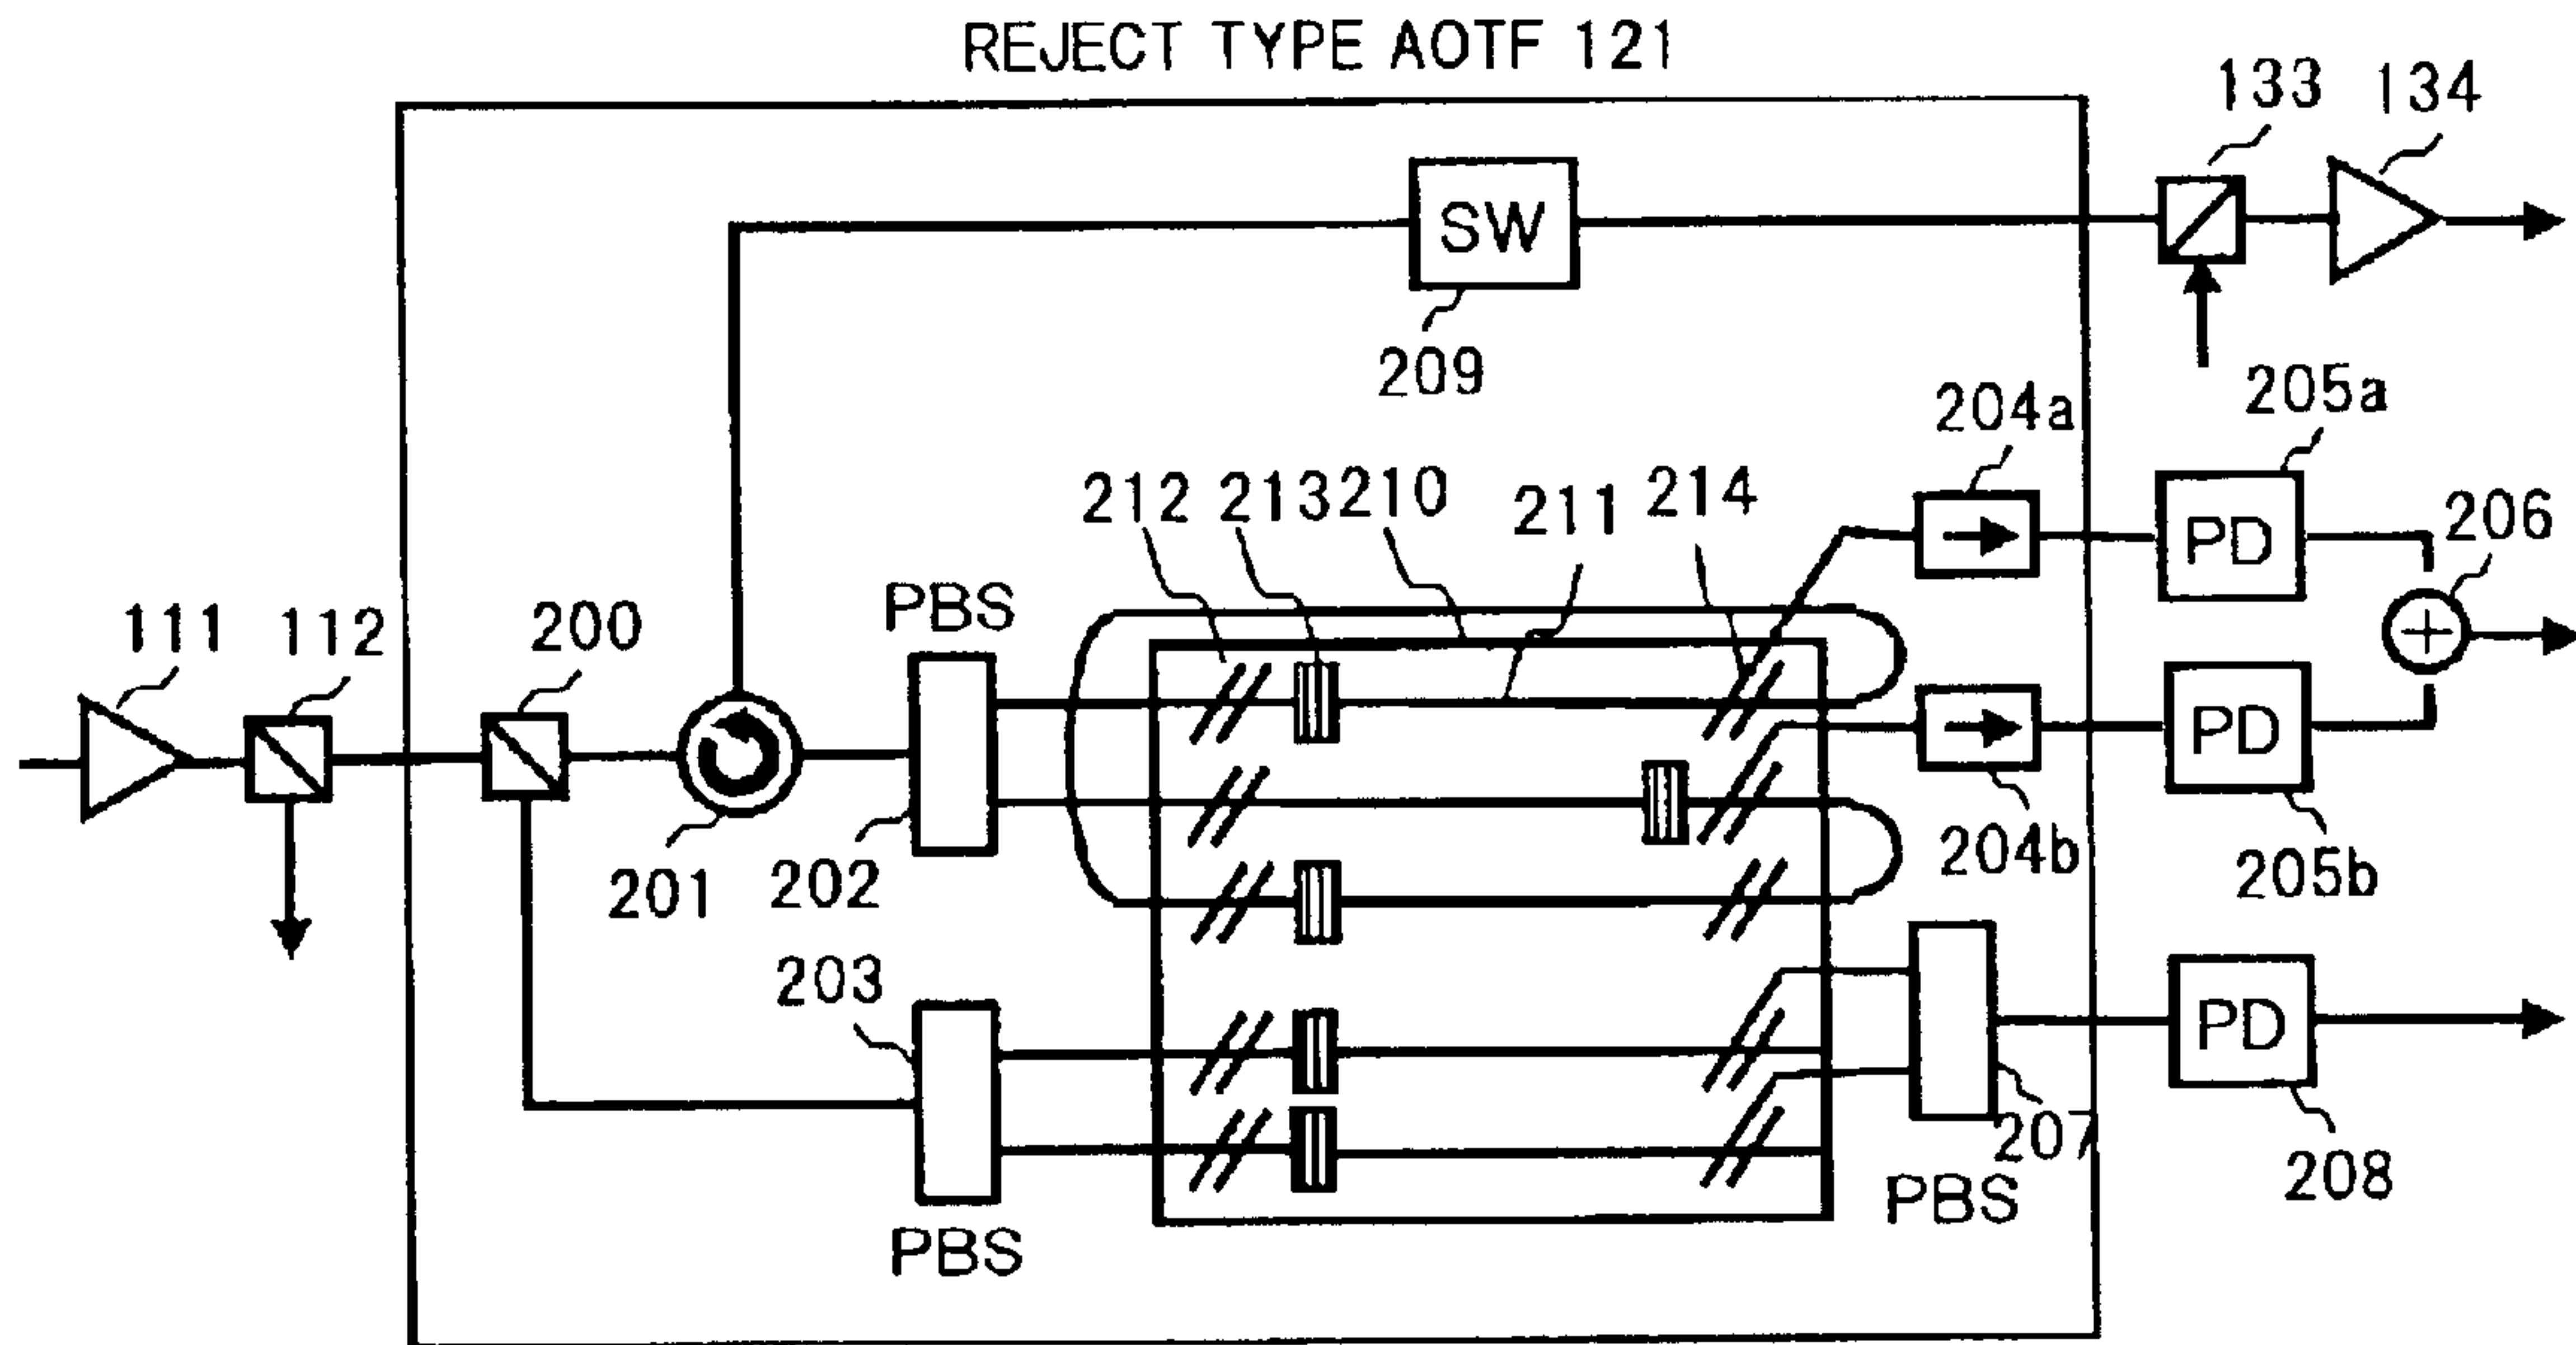 REJECT TYPE AOTF 121
133 134
SW
209
204a 205a
212 213 210 211 214
PD
206
111 112 200 PBS
201 202
PD
204b 205b
203
207
PD
208
PBS
PBS